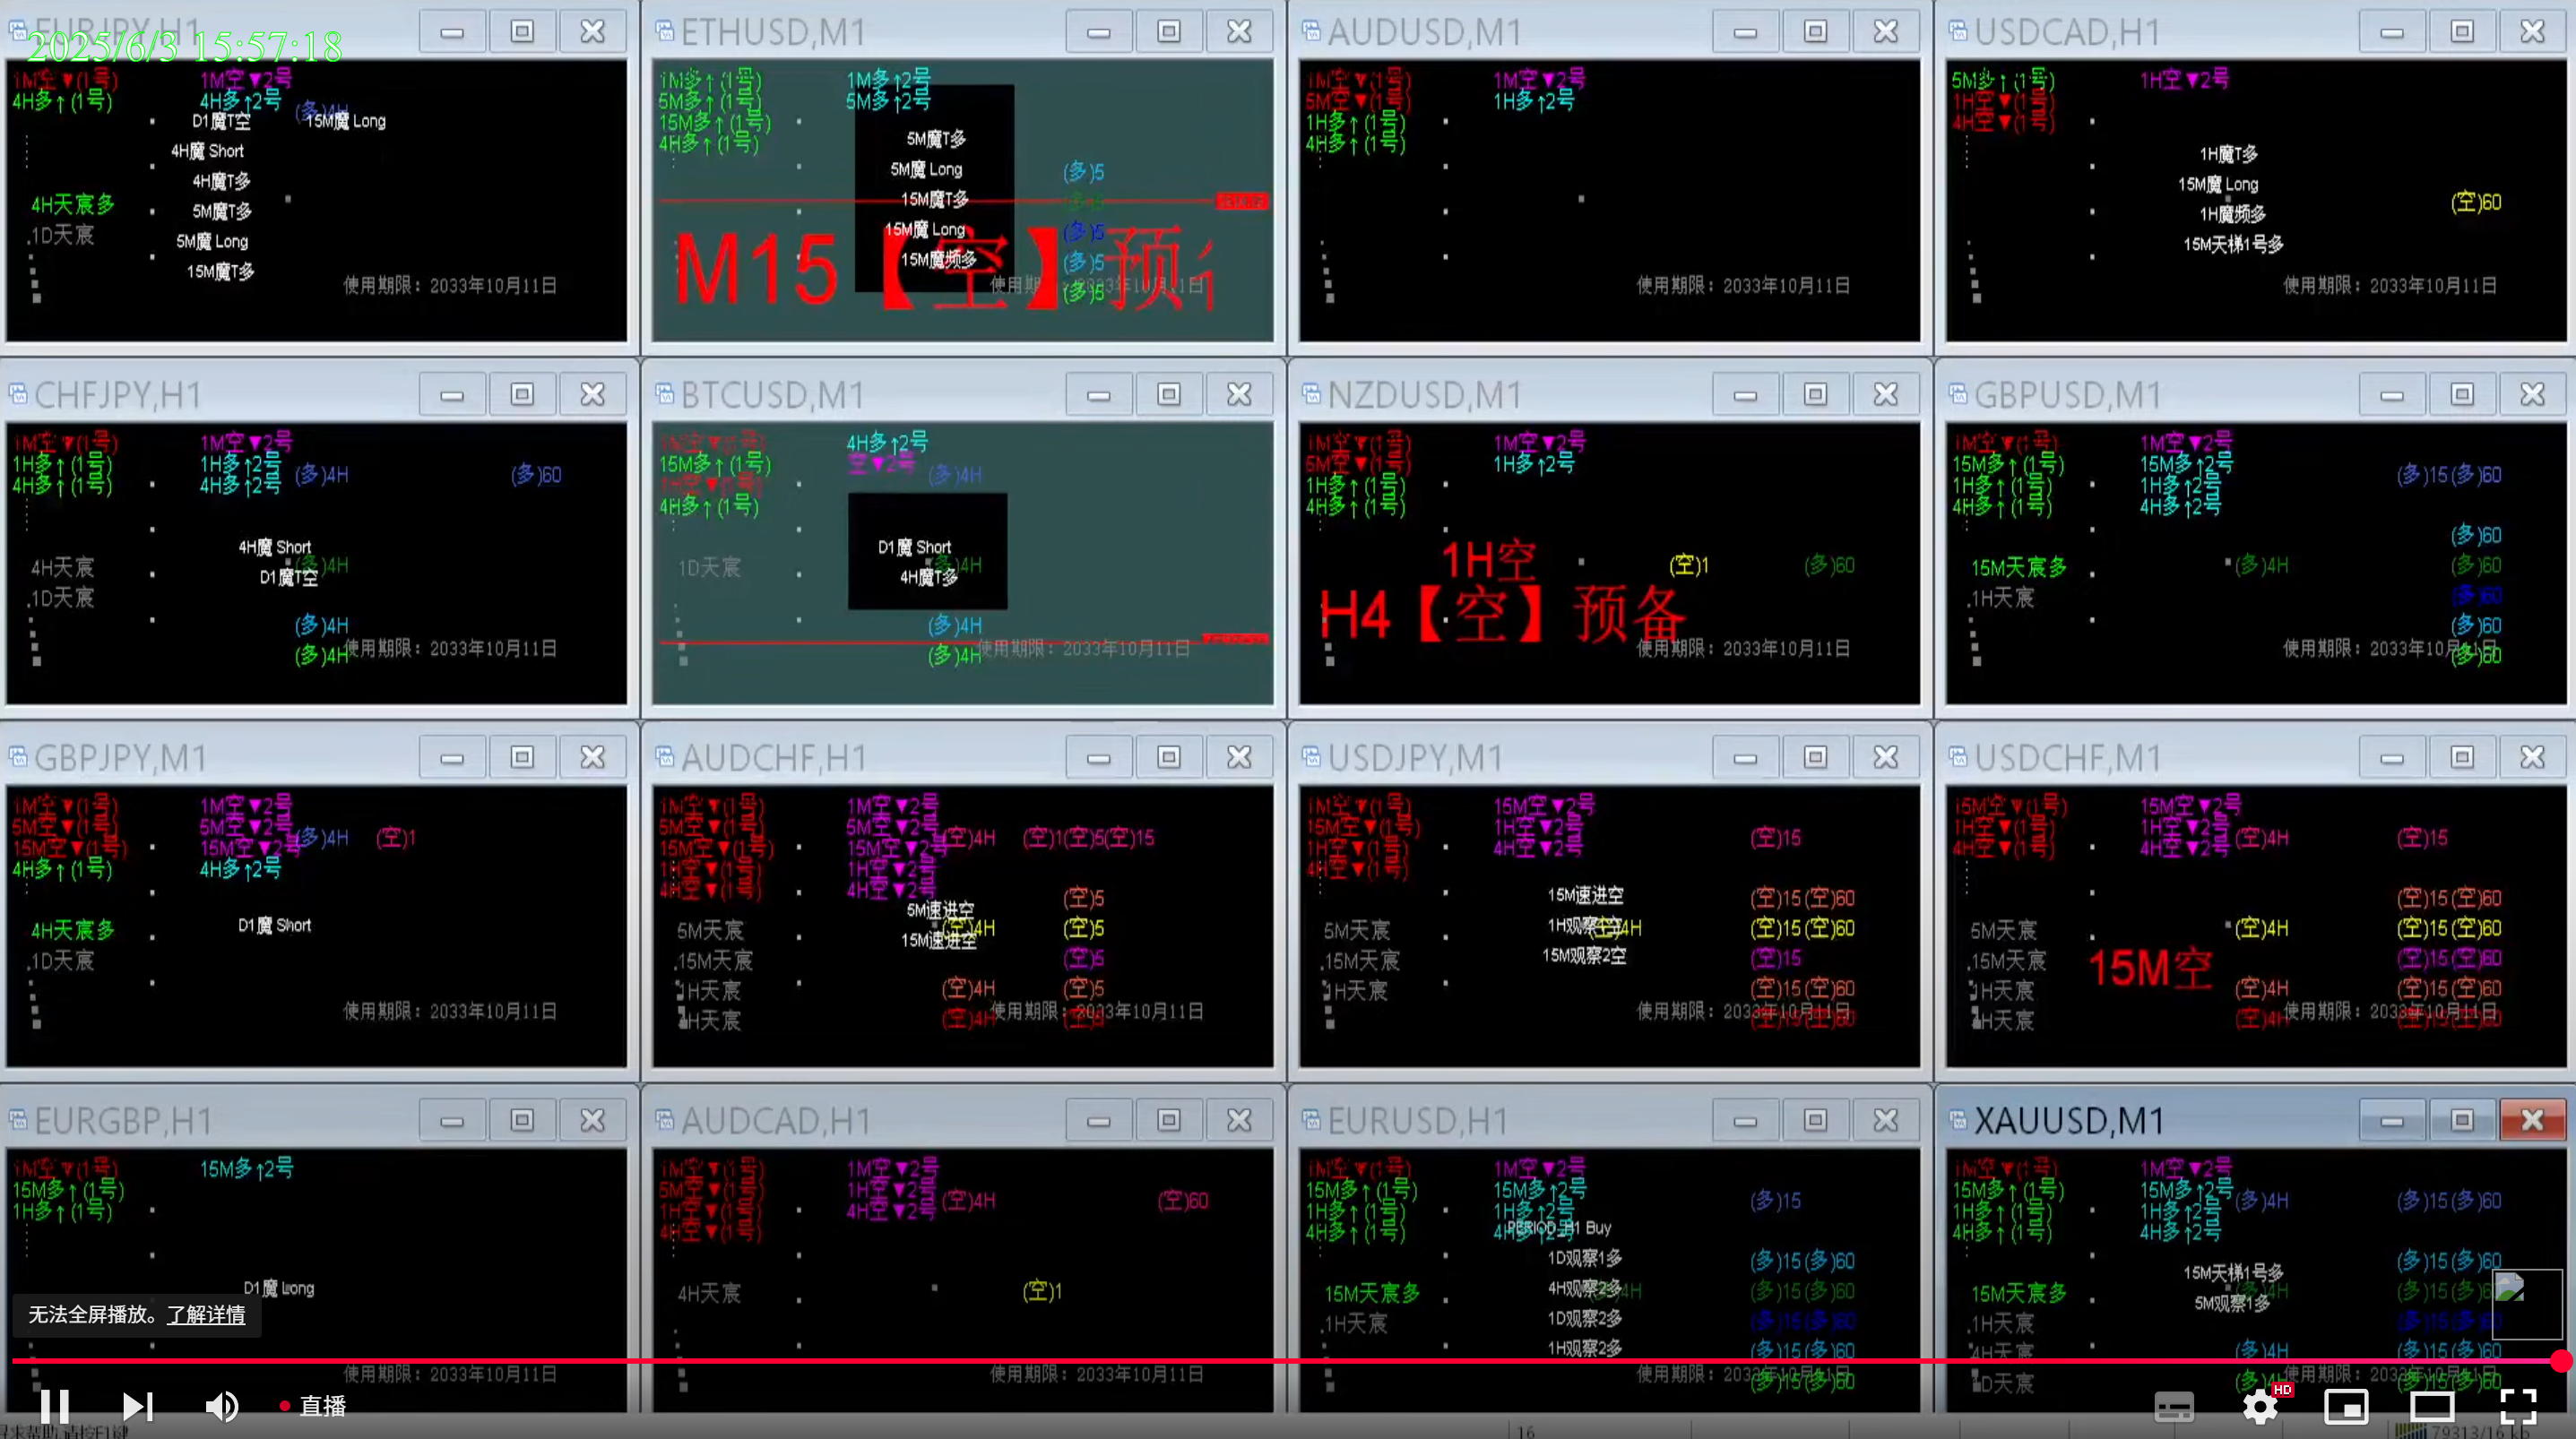 2025/6/3 15:57:18
EURJPY,H1
1M空▼(1号)
4H多↑(1号)
1M空▼2号
4H多↑2号
(多)4H
D1魔T空
15M魔 Long
4H魔 Short
4H魔T多
4H天宸多
5M魔T多
.1D天宸
5M魔 Long
15M魔T多
使用期限：2033年10月11日
ETHUSD,M1
1M多↑(1号)
5M多↑(1号)
15M多↑(1号)
4H多↑(1号)
1M多↑2号
5M多↑2号
5M魔T多
5M魔 Long
(多)5
15M魔T多
15M魔 Long
(多)5
15M魔频多
(多)5
M15【空】预
(多)5
AUDUSD,M1
1M空▼(1号)
5M空▼(1号)
1H多↑(1号)
4H多↑(1号)
1M空▼2号
1H多↑2号
使用期限：2033年10月11日
USDCAD,H1
5M多↑(1号)
1H空▼(1号)
4H空▼(1号)
1H空▼2号
1H魔T多
15M魔 Long
(空)60
1H魔频多
15M天梯1号多
使用期限：2033年10月11日
CHFJPY,H1
1M空▼(1号)
1H多↑(1号)
4H多↑(1号)
1M空▼2号
1H多↑2号
4H多↑2号
(多)4H
(多)60
4H魔 Short
4H天宸
(多)4H
D1魔T空
.1D天宸
(多)4H
(多)4H
使用期限：2033年10月11日
BTCUSD,M1
1M空▼(1号)
15M多↑(1号)
1H空▼(1号)
4H多↑(1号)
4H多↑2号
空▼2号
(多)4H
D1魔 Short
1D天宸
(多)4H
4H魔T多
(多)4H
(多)4H
使用期限：2033年10月11日
NZDUSD,M1
1M空▼(1号)
5M空▼(1号)
1H多↑(1号)
4H多↑(1号)
1M空▼2号
1H多↑2号
1H空
(空)1
(多)60
H4【空】预备
使用期限：2033年10月11日
GBPUSD,M1
1M空▼(1号)
15M多↑(1号)
1H多↑(1号)
4H多↑(1号)
1M空▼2号
15M多↑2号
1H多↑2号
4H多↑2号
(多)15(多)60
(多)60
15M天宸多
(多)4H
(多)60
.1H天宸
(多)60
(多)60
(多)60
使用期限：2033年10月11日
GBPJPY,M1
1M空▼(1号)
5M空▼(1号)
15M空▼(1号)
4H多↑(1号)
1M空▼2号
5M空▼2号
15M空▼2号
4H多↑2号
(多)4H
(空)1
4H天宸多
D1魔 Short
.1D天宸
使用期限：2033年10月11日
AUDCHF,H1
1M空▼(1号)
5M空▼(1号)
15M空▼(1号)
1H空▼(1号)
4H空▼(1号)
1M空▼2号
5M空▼2号
15M空▼2号
1H空▼2号
4H空▼2号
(空)4H
(空)1(空)5(空)15
(空)5
5M速进空
5M天宸
(空)4H
(空)5
15M速进空
.15M天宸
(空)5
1H天宸
(空)4H
(空)5
4H天宸
(空)4H
使用期限：2033年10月11日
USDJPY,M1
1M空▼(1号)
15M空▼(1号)
1H空▼(1号)
4H空▼(1号)
15M空▼2号
1H空▼2号
4H空▼2号
(空)15
15M速进空
(空)15(空)60
5M天宸
1H观察2空
4H
(空)15(空)60
.15M天宸
15M观察2空
(空)15
1H天宸
(空)15(空)60
使用期限：2033年10月11日
USDCHF,M1
15M空▼(1号)
1H空▼(1号)
4H空▼(1号)
15M空▼2号
1H空▼2号
4H空▼2号
(空)4H
(空)15
(空)15(空)60
5M天宸
(空)4H
(空)15(空)60
.15M天宸
15M空
(空)15(空)60
1H天宸
(空)4H
(空)15(空)60
4H天宸
(空)4H
使用期限：2033年10月11日
EURGBP,H1
1M空▼(1号)
15M多↑(1号)
1H多↑(1号)
15M多↑2号
D1魔 Long
使用期限：2033年10月11日
AUDCAD,H1
1M空▼(1号)
5M空▼(1号)
1H空▼(1号)
4H空▼(1号)
1M空▼2号
1H空▼2号
4H空▼2号
(空)4H
(空)60
4H天宸
(空)1
使用期限：2033年10月11日
EURUSD,H1
1M空▼(1号)
15M多↑(1号)
1H多↑(1号)
4H多↑(1号)
1M空▼2号
15M多↑2号
1H多↑2号
4H多↑2号
(多)15
PERIOD_H1 Buy
1D观察1多
(多)15(多)60
15M天宸多
4H观察2多
4H
(多)15(多)60
.1H天宸
1D观察2多
(多)15(多)60
1H观察2多
(多)15(多)60
(多)15(多)60
使用期限：2033年10月11日
XAUUSD,M1
1M空▼(1号)
15M多↑(1号)
1H多↑(1号)
4H多↑(1号)
1M空▼2号
15M多↑2号
1H多↑2号
4H多↑2号
(多)4H
(多)15(多)60
(多)15(多)60
15M天梯1号多
15M天宸多
4H
(多)15(多)6
5M观察1多
.1H天宸
(多)15(多)6
4H天宸
(多)4H
(多)15(多)60
1D天宸
使用期限：2033年10月11日
无法全屏播放。了解详情
直播
HD
寻求帮助,请按F1键
16
79313/16 kb